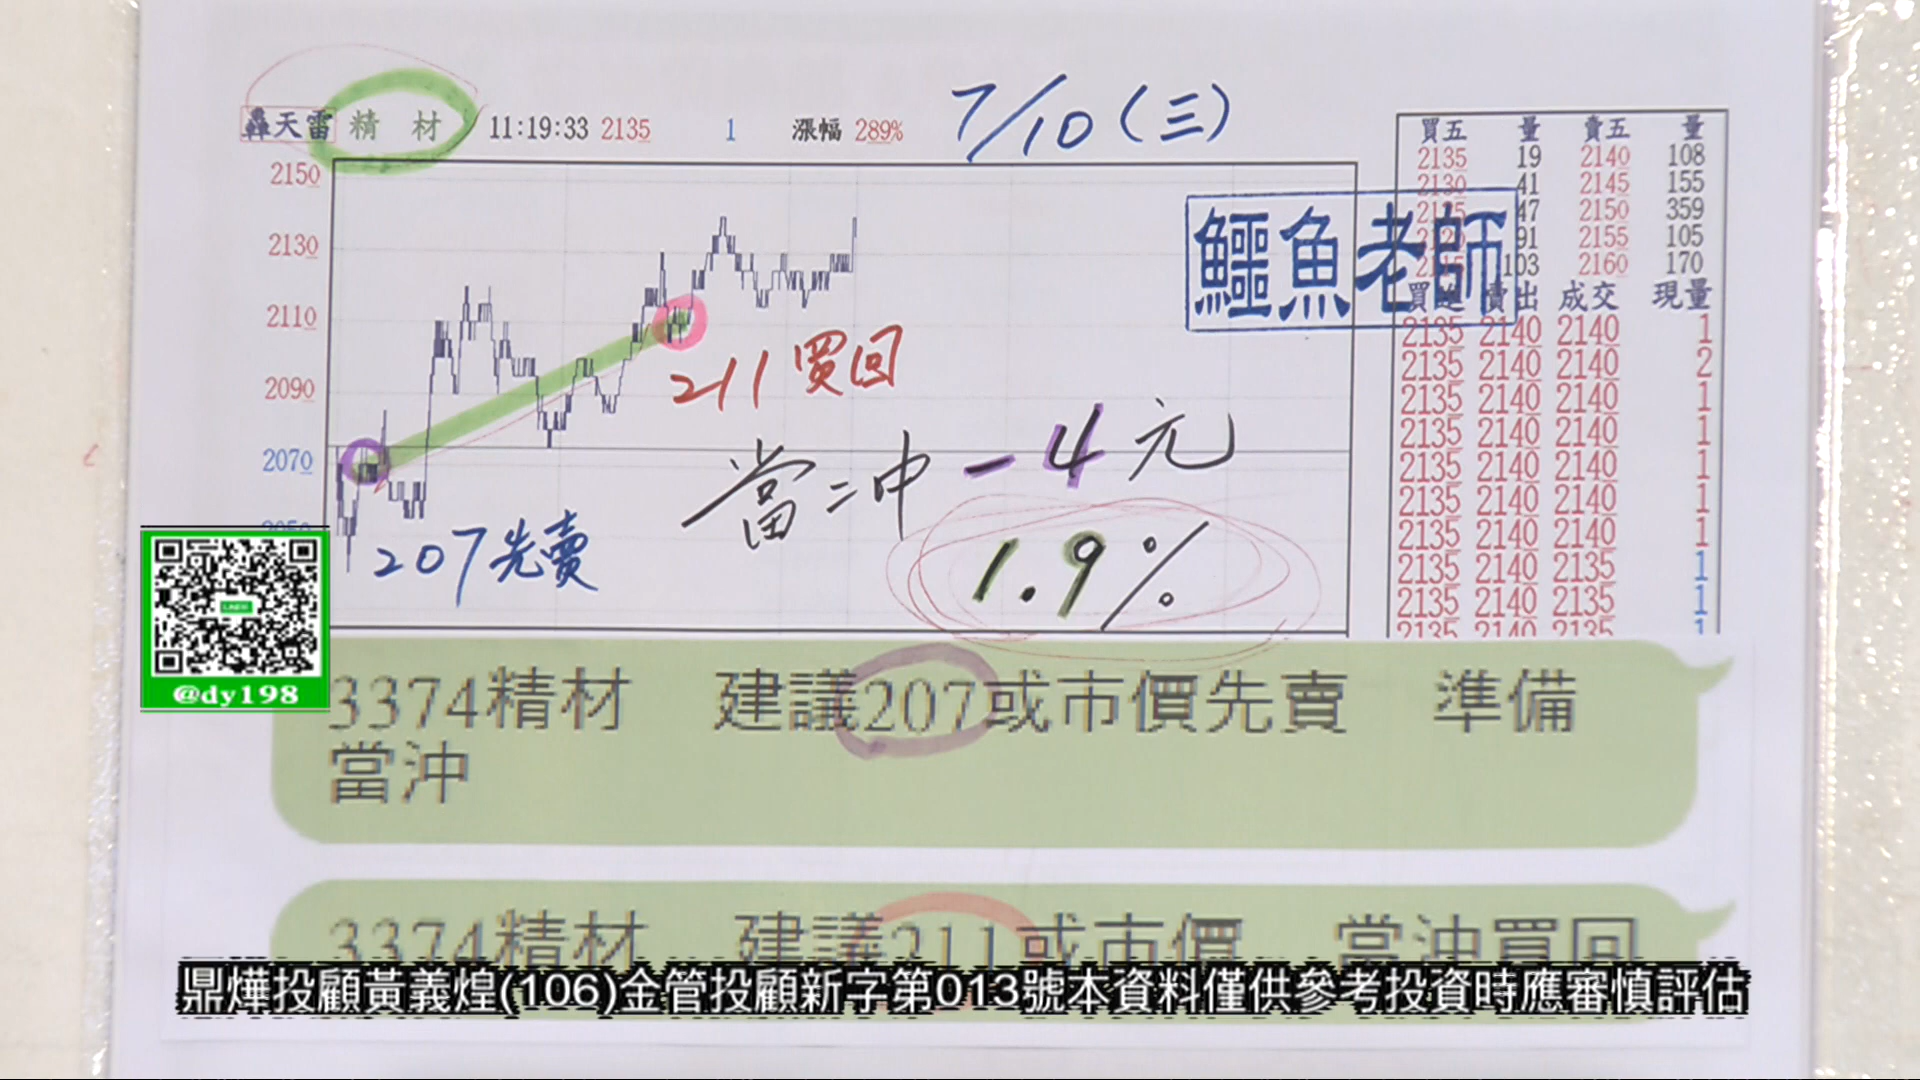 轟天雷 精 材 11:19:33 2135 1 漲幅 289%
7/10(三)
2150
2130
2110
2090
2070
211買回
207先賣
當沖 -4元
1.9%
鱷魚老師
買五 量 賣五 量
2135 19 2140 108
2130 41 2145 155
47 2150 359
91 2155 105
103 2160 170
成交 現量
2135 2140 2140 1
2135 2140 2140 2
2135 2140 2140 1
2135 2140 2140 1
2135 2140 2140 1
2135 2140 2140 1
2135 2140 2140 1
2135 2140 2135 1
2135 2140 2135 1
2135 2140 2135 1
@dy198
3374精材 建議207或市價先賣 準備
當沖
3374精材 建議211或市價 當沖買回
鼎燁投顧黃義煌(106)金管投顧新字第013號本資料僅供參考投資時應審慎評估